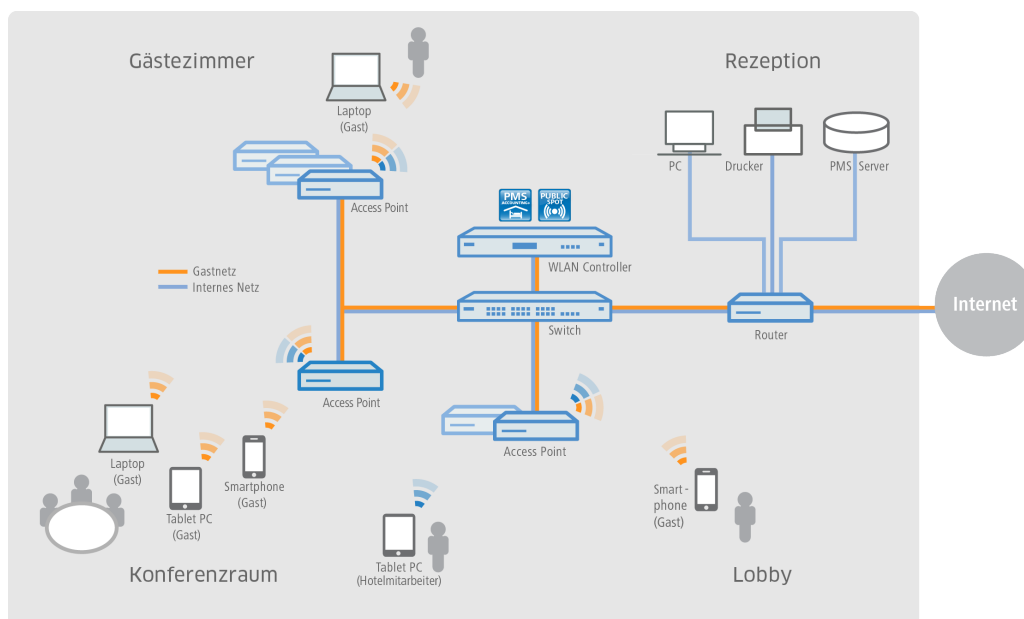 Gästezimmer
Rezeption
Laptop
(Gast)
PC
Drucker
PMS Server
Access Point
PMS
ACCOUNTING+
PUBLIC
SPOT
WLAN Controller
Gastnetz
Internes Netz
Internet
Switch
Router
Access Point
Access Point
Laptop
(Gast)
Smartphone
(Gast)
Tablet PC
(Gast)
Smart-
phone
(Gast)
Tablet PC
(Hotelmitarbeiter)
Konferenzraum
Lobby